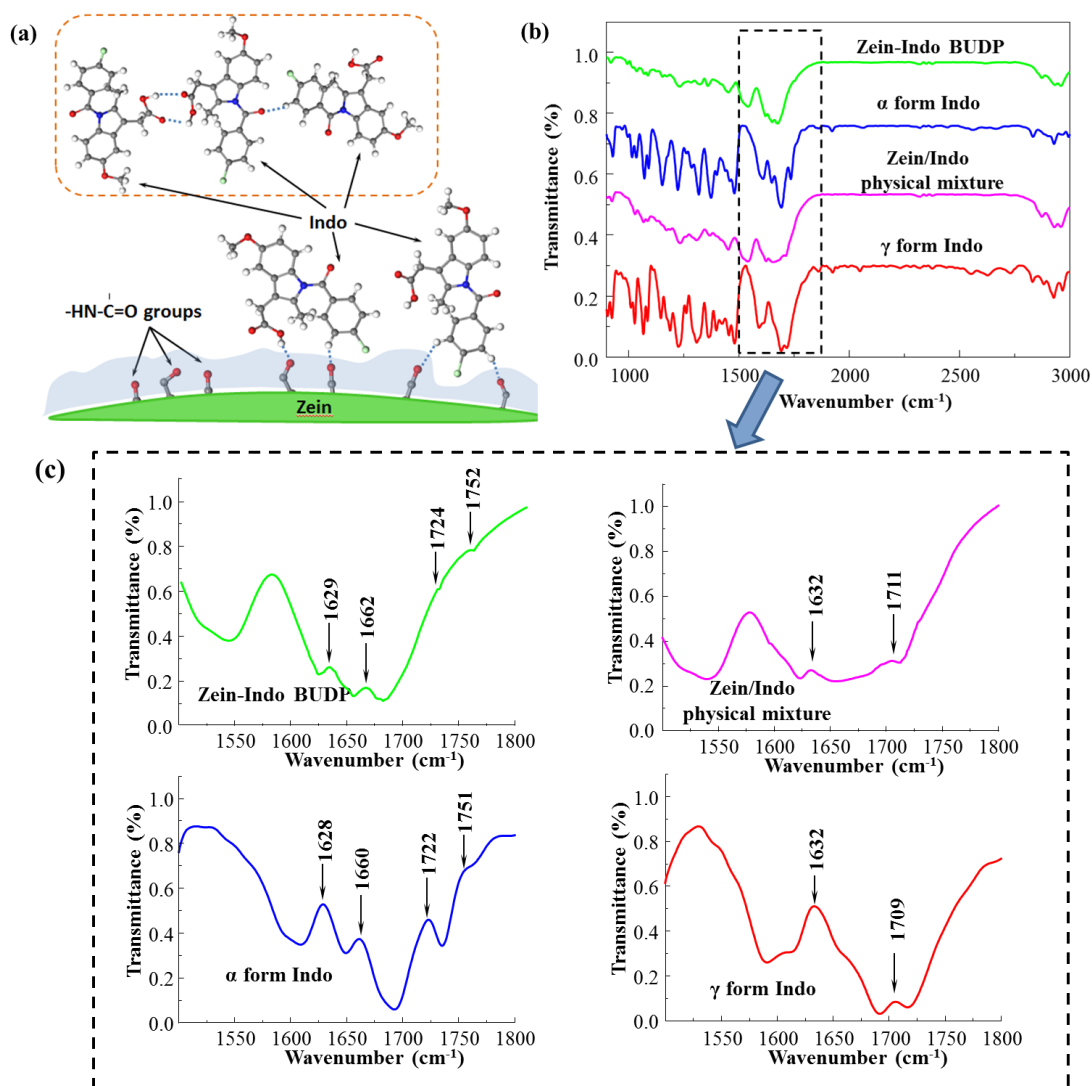 (a)
Indo
-HN-C=O groups
Zein
(b)
Transmittance (%)
1.0
0.8
0.6
0.4
0.2
0.0
Zein-Indo BUDP
α form Indo
Zein/Indo
physical mixture
γ form Indo
1000 1500 2000 2500 3000
Wavenumber (cm-1)
(c)
Transmittance (%)
1.0
0.8
0.6
0.4
0.2
0.0
1629
1662
1724
1752
Zein-Indo BUDP
1550 1600 1650 1700 1750 1800
Wavenumber (cm-1)
Transmittance (%)
1.0
0.8
0.6
0.4
0.2
0.0
1632
1711
Zein/Indo
physical mixture
1550 1600 1650 1700 1750 1800
Wavenumber (cm-1)
Transmittance (%)
1.0
0.8
0.6
0.4
0.2
0.0
1628
1660
1722
1751
α form Indo
1550 1600 1650 1700 1750 1800
Wavenumber (cm-1)
Transmittance (%)
1.0
0.8
0.6
0.4
0.2
0.0
1632
1709
γ form Indo
1550 1600 1650 1700 1750 1800
Wavenumber (cm-1)